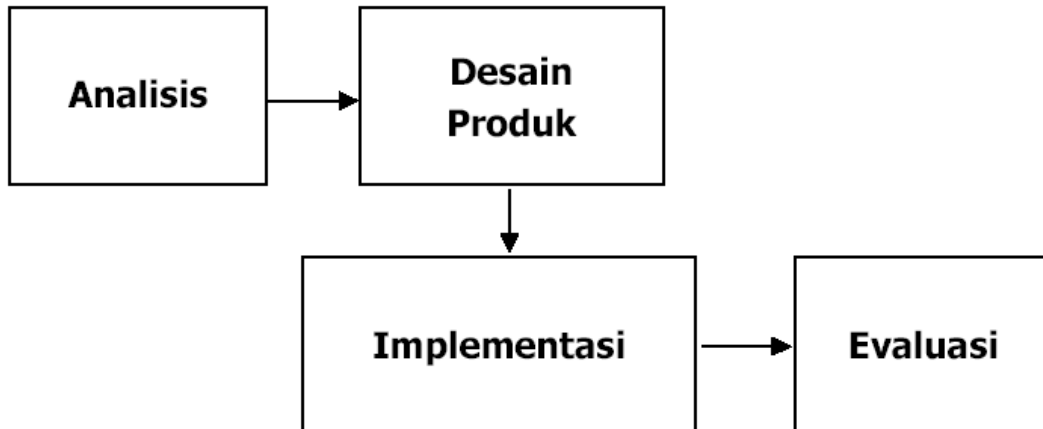 Analisis
Desain
Produk
Implementasi
Evaluasi